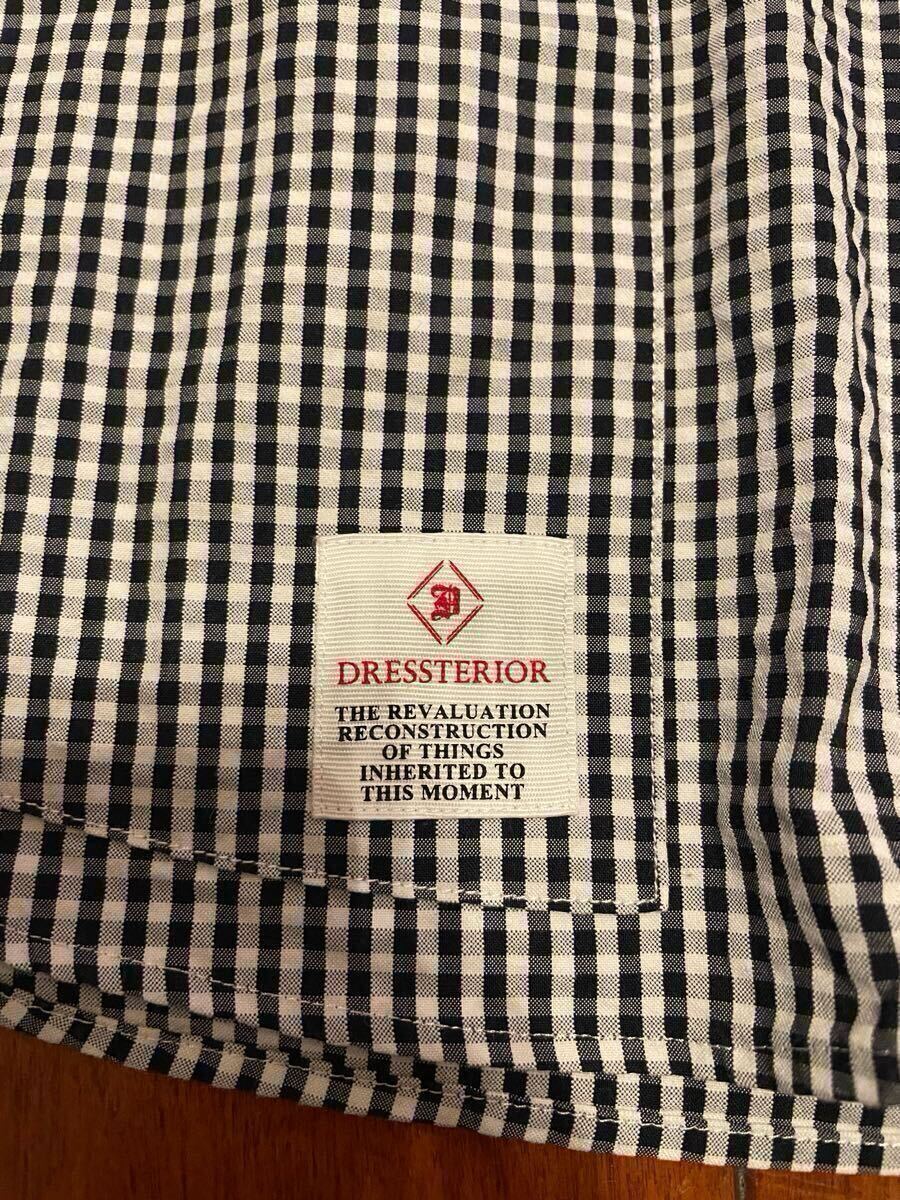 D
DRESSTERIOR
THE REVALUATION
RECONSTRUCTION
OF THINGS
INHERITED TO
THIS MOMENT